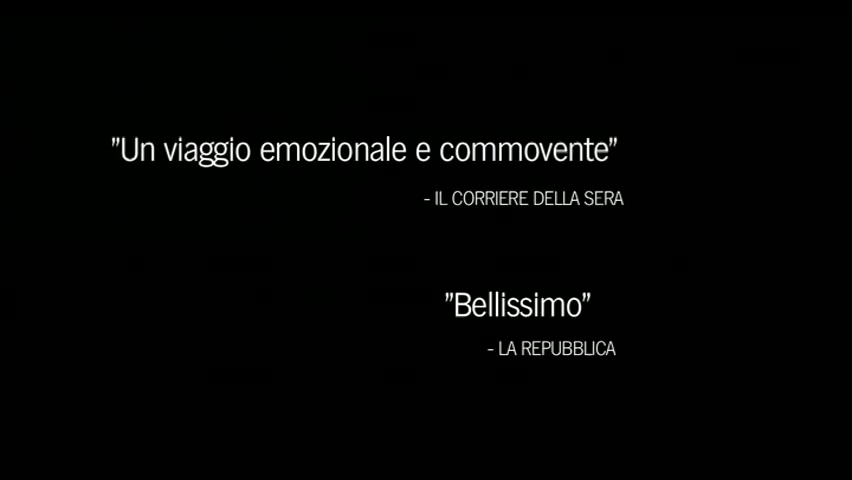 ”Un viaggio emozionale e commovente”
- IL CORRIERE DELLA SERA
”Bellissimo”
- LA REPUBBLICA